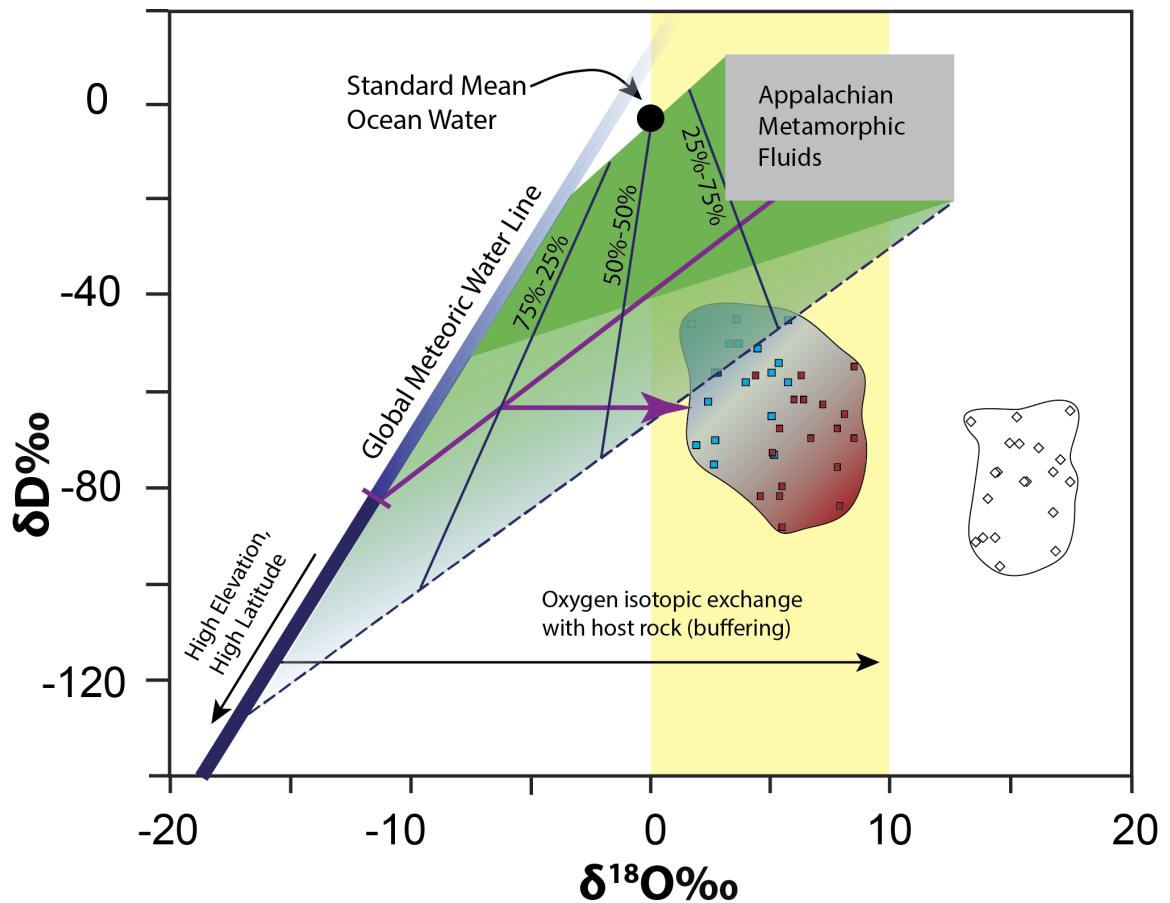 0
-40
-80
-120
δD‰
Standard Mean
Ocean Water
Appalachian
Metamorphic
Fluids
Global Meteoric Water Line
75%-25%
50%-50%
25%-75%
High Elevation,
High Latitude
Oxygen isotopic exchange
with host rock (buffering)
-20
-10
0
10
20
δ¹⁸O‰